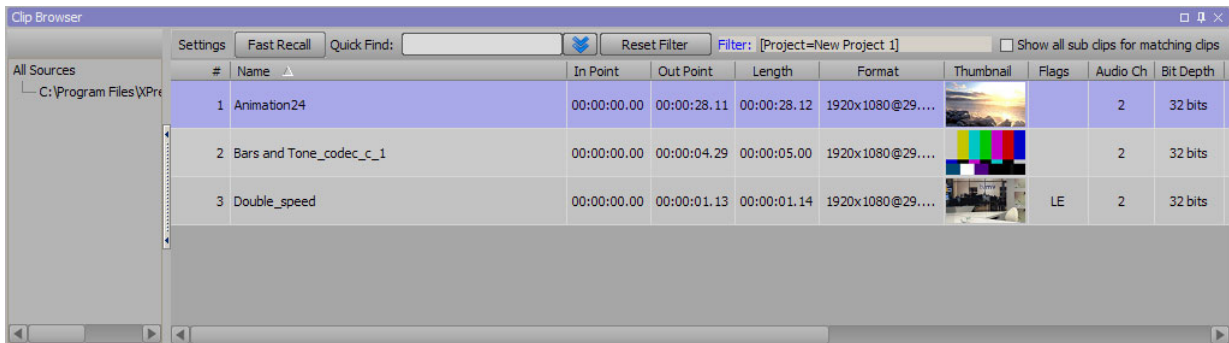 Clip Browser
Settings Fast Recall Quick Find: Reset Filter Filter: [Project=New Project 1] Show all sub clips for matching clips
All Sources
C:\Program Files\XPre
# Name In Point Out Point Length Format Thumbnail Flags Audio Ch Bit Depth
1 Animation24 00:00:00.00 00:00:28.11 00:00:28.12 1920x1080@29.... 2 32 bits
2 Bars and Tone_codec_c_1 00:00:00.00 00:00:04.29 00:00:05.00 1920x1080@29.... 2 32 bits
3 Double_speed 00:00:00.00 00:00:01.13 00:00:01.14 1920x1080@29.... LE 2 32 bits